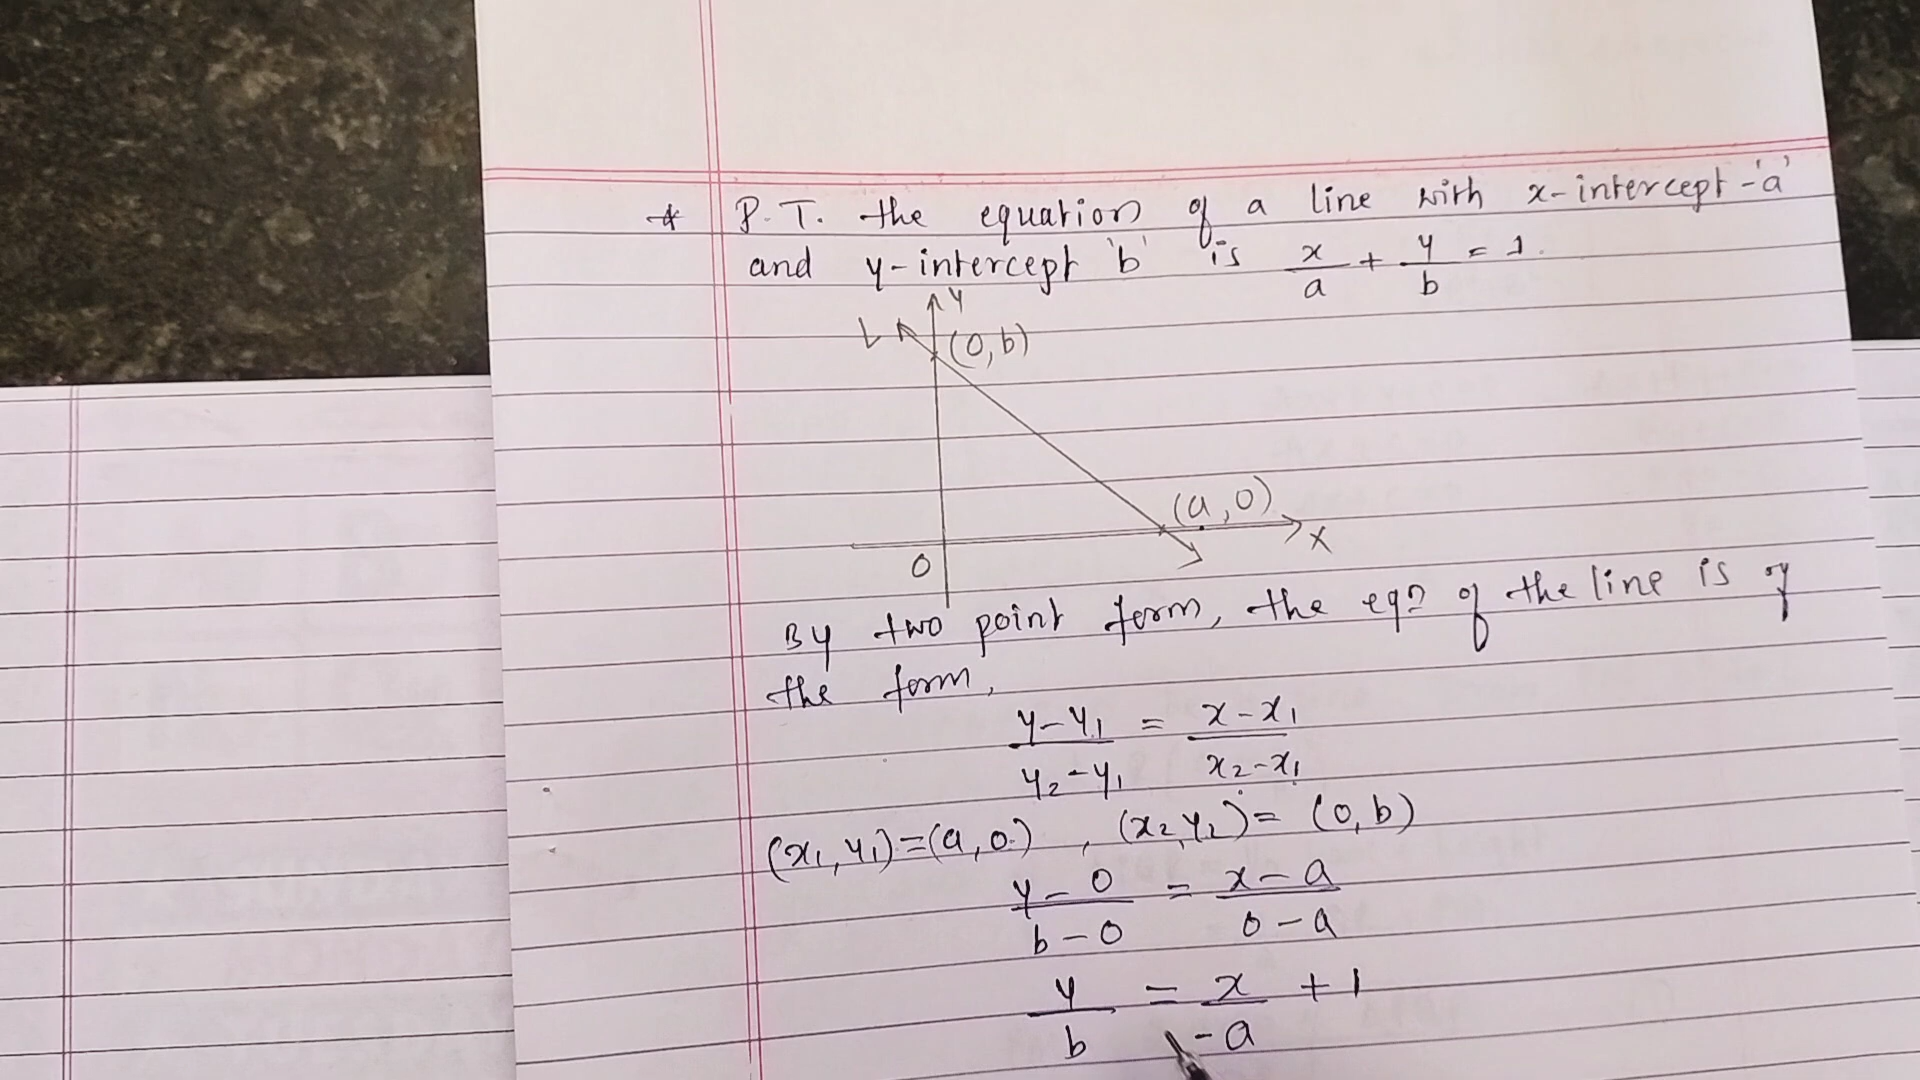 * P.T. the equation of a line with x-intercept-'a'
and y-intercept 'b' is x/a + y/b = 1.
Y
L
(0,b)
(a,0)
X
0
By two point form, the eqn of the line is of
the form,
y-y₁/y₂-y₁ = x-x₁/x₂-x₁
(x₁,y₁)=(a,0), (x₂,y₂)=(0,b)
y-0/b-0 = x-a/0-a
y/b = x/-a + 1